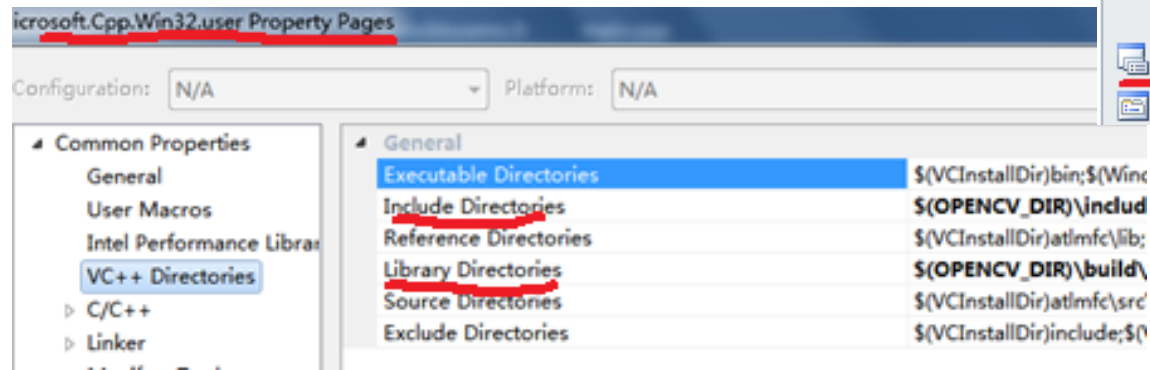 icrosoft.Cpp.Win32.user Property Pages
Configuration: N/A Platform: N/A
Common Properties
General
User Macros
Intel Performance Librar
VC++ Directories
C/C++
Linker
General
Executable Directories $(VCInstallDir)bin;$(Winc
Include Directories $(OPENCV_DIR)\includ
Reference Directories $(VCInstallDir)atlmfc\lib;
Library Directories $(OPENCV_DIR)\build\
Source Directories $(VCInstallDir)atlmfc\src
Exclude Directories $(VCInstallDir)include;$(